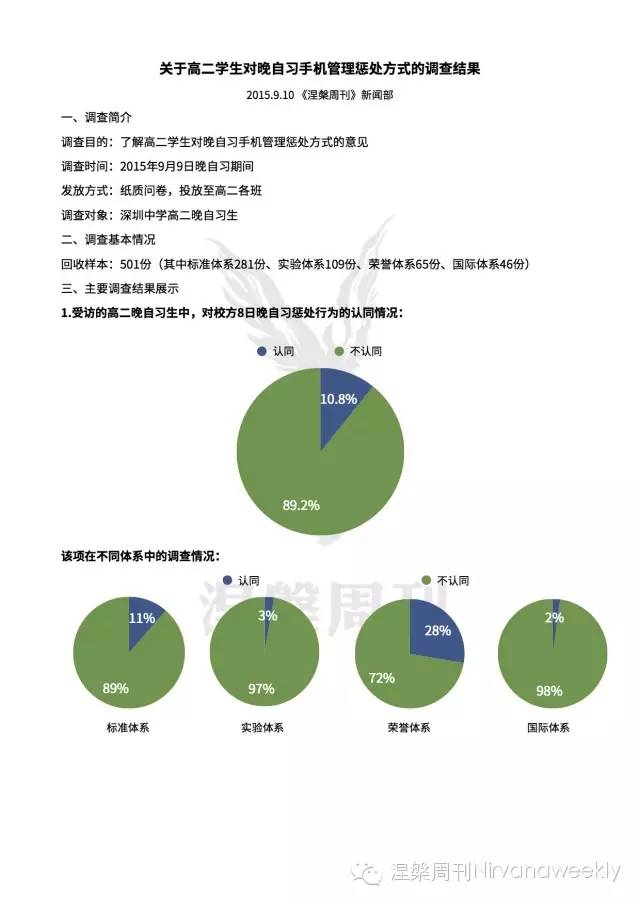 关于高二学生对晚自习手机管理惩处方式的调查结果
2015.9.10 《涅槃周刊》新闻部
一、调查简介
调查目的：了解高二学生对晚自习手机管理惩处方式的意见
调查时间：2015年9月9日晚自习期间
发放方式：纸质问卷，投放至高二各班
调查对象：深圳中学高二晚自习生
二、调查基本情况
回收样本：501份（其中标准体系281份、实验体系109份、荣誉体系65份、国际体系46份）
三、主要调查结果展示
1.受访的高二晚自习生中，对校方8日晚自习惩处行为的认同情况：
认同 不认同
10.8%
89.2%
该项在不同体系中的调查情况：
认同 不认同
涅槃周刊
11% 3% 28% 2%
89% 97% 72% 98%
标准体系 实验体系 荣誉体系 国际体系
涅槃周刊Nirvanaweekly